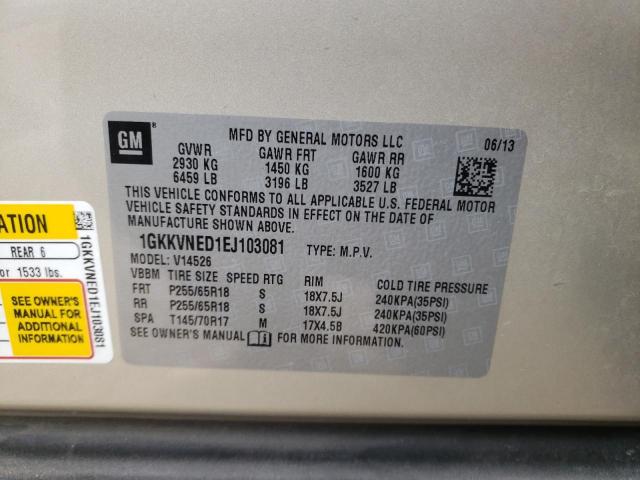 GM
MFD BY GENERAL MOTORS LLC
06/13
GVWR GAWR FRT GAWR RR
2930 KG 1450 KG 1600 KG
6459 LB 3196 LB 3527 LB
THIS VEHICLE CONFORMS TO ALL APPLICABLE U.S. FEDERAL MOTOR
VEHICLE SAFETY STANDARDS IN EFFECT ON THE DATE OF
MANUFACTURE SHOWN ABOVE.
1GKKVNED1EJ103081 TYPE: M.P.V.
MODEL: V14526
VBBM TIRE SIZE SPEED RTG RIM COLD TIRE PRESSURE
FRT P255/65R18 S 18X7.5J 240KPA(35PSI)
RR P255/65R18 S 18X7.5J 240KPA(35PSI)
SPA T145/70R17 M 17X4.5B 420KPA(60PSI)
SEE OWNER'S MANUAL FOR MORE INFORMATION.
REAR 6
1533 lbs.
SEE OWNER'S
MANUAL FOR
ADDITIONAL
INFORMATION
1GKKVNED1EJ103081